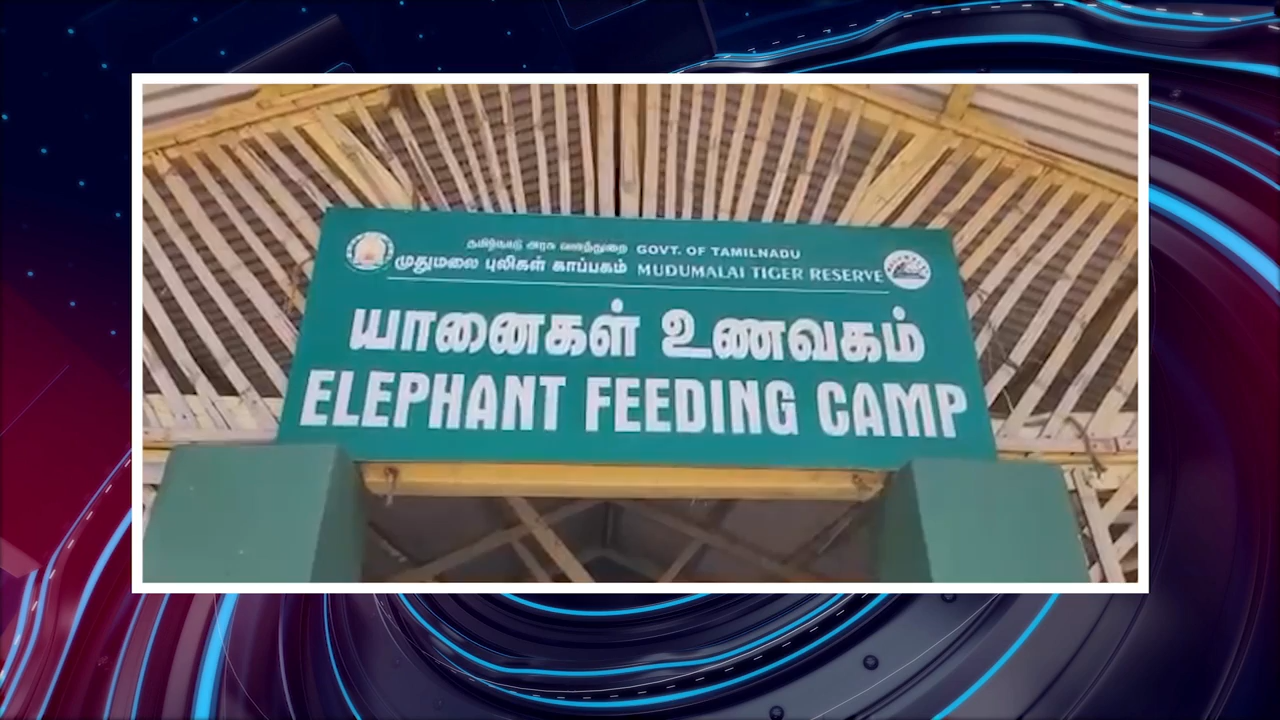 தமிழ்நாடு அரசு வனத்துறை GOVT. OF TAMILNADU
முதுமலை புலிகள் காப்பகம் MUDUMALAI TIGER RESERVE
யானைகள் உணவகம்
ELEPHANT FEEDING CAMP